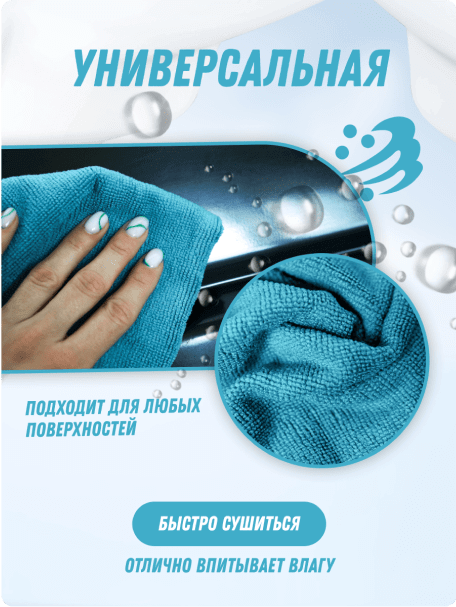 УНИВЕРСАЛЬНАЯ
ПОДХОДИТ ДЛЯ ЛЮБЫХ
ПОВЕРХНОСТЕЙ
БЫСТРО СУШИТЬСЯ
ОТЛИЧНО ВПИТЫВАЕТ ВЛАГУ